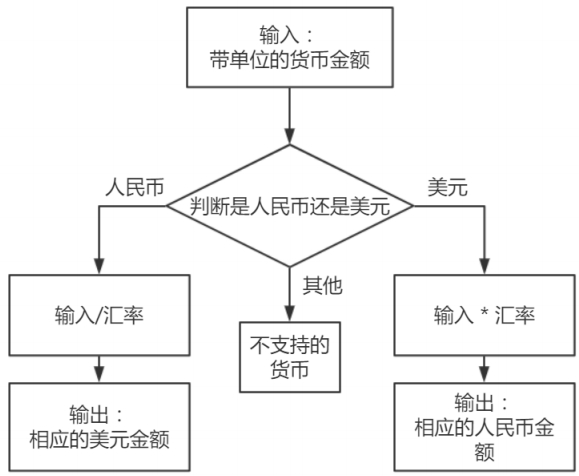 输入：
带单位的货币金额
人民币
判断是人民币还是美元
美元
其他
输入/汇率
不支持的
货币
输入 * 汇率
输出：
相应的美元金额
输出：
相应的人民币金
额